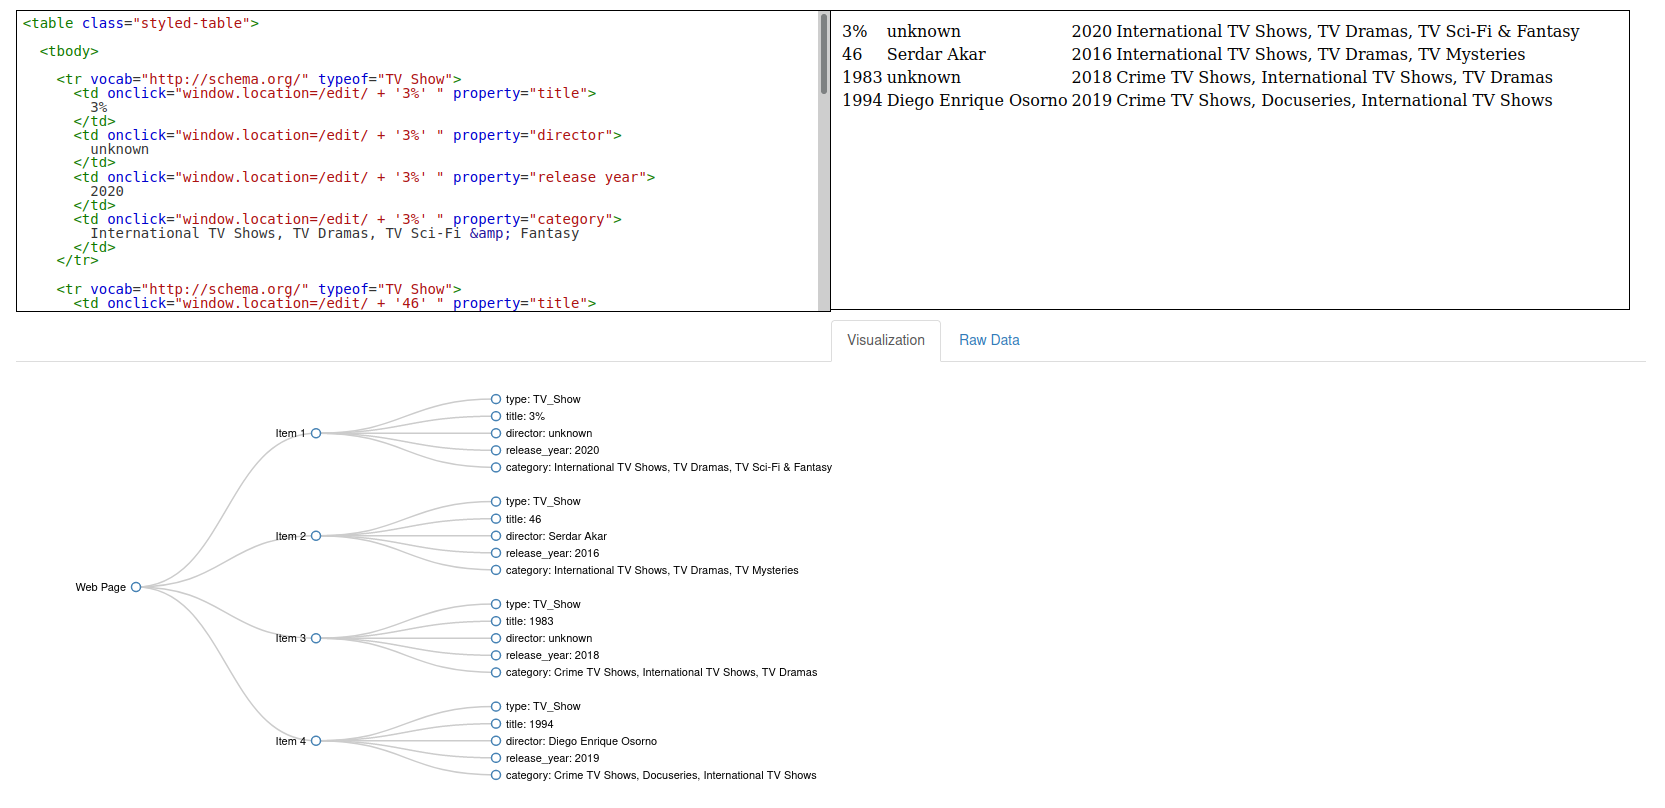 <table class="styled-table">
<tbody>
<tr vocab="http://schema.org/" typeof="TV_Show">
<td onclick="window.location=/edit/ + '3%' " property="title">
3%
</td>
<td onclick="window.location=/edit/ + '3%' " property="director">
unknown
</td>
<td onclick="window.location=/edit/ + '3%' " property="release_year">
2020
</td>
<td onclick="window.location=/edit/ + '3%' " property="category">
International TV Shows, TV Dramas, TV Sci-Fi &amp; Fantasy
</td>
</tr>
<tr vocab="http://schema.org/" typeof="TV_Show">
<td onclick="window.location=/edit/ + '46' " property="title">
3% unknown 2020 International TV Shows, TV Dramas, TV Sci-Fi & Fantasy
46 Serdar Akar 2016 International TV Shows, TV Dramas, TV Mysteries
1983 unknown 2018 Crime TV Shows, International TV Shows, TV Dramas
1994 Diego Enrique Osorno 2019 Crime TV Shows, Docuseries, International TV Shows
Visualization Raw Data
Web Page
Item 1
type: TV_Show
title: 3%
director: unknown
release_year: 2020
category: International TV Shows, TV Dramas, TV Sci-Fi & Fantasy
Item 2
type: TV_Show
title: 46
director: Serdar Akar
release_year: 2016
category: International TV Shows, TV Dramas, TV Mysteries
Item 3
type: TV_Show
title: 1983
director: unknown
release_year: 2018
category: Crime TV Shows, International TV Shows, TV Dramas
Item 4
type: TV_Show
title: 1994
director: Diego Enrique Osorno
release_year: 2019
category: Crime TV Shows, Docuseries, International TV Shows